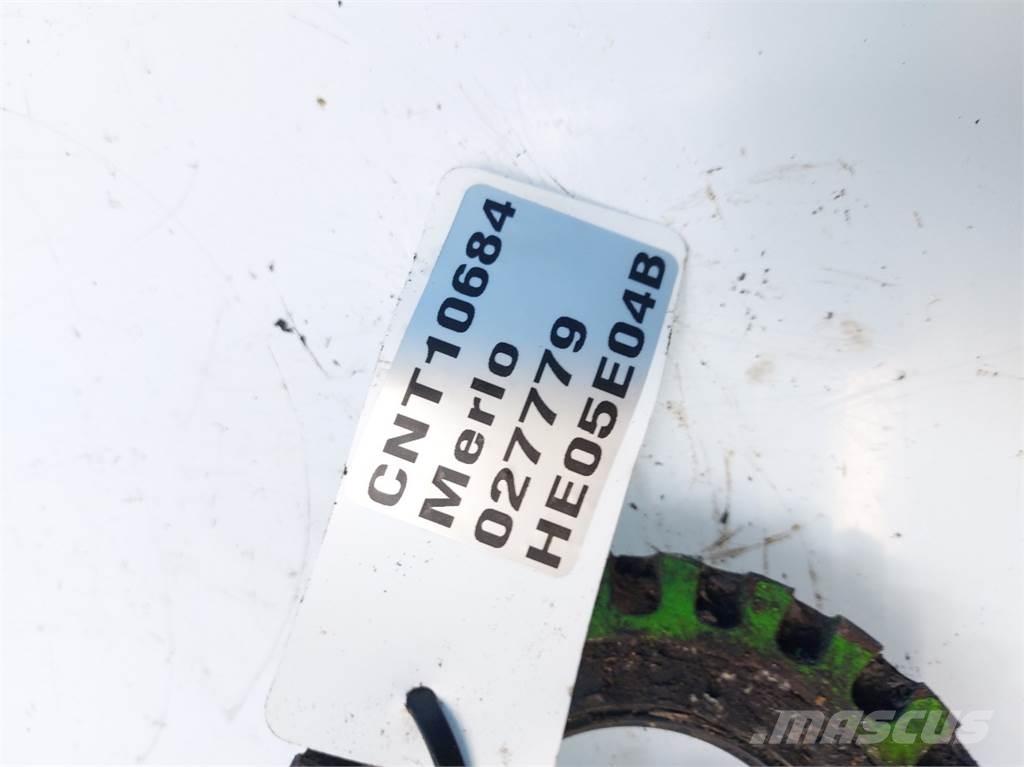 CNT10684
Merlo
027779
HE05E04B
MASCUS